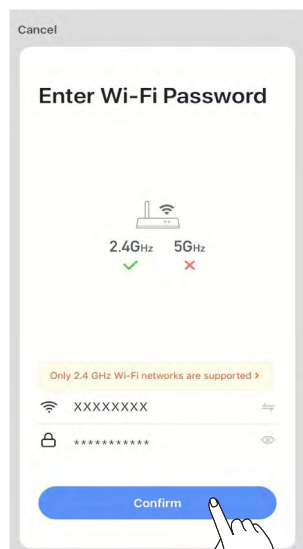 Cancel
Enter Wi-Fi Password
2.4GHz 5GHz
Only 2.4 GHz Wi-Fi networks are supported >
XXXXXXXX
***********
Confirm